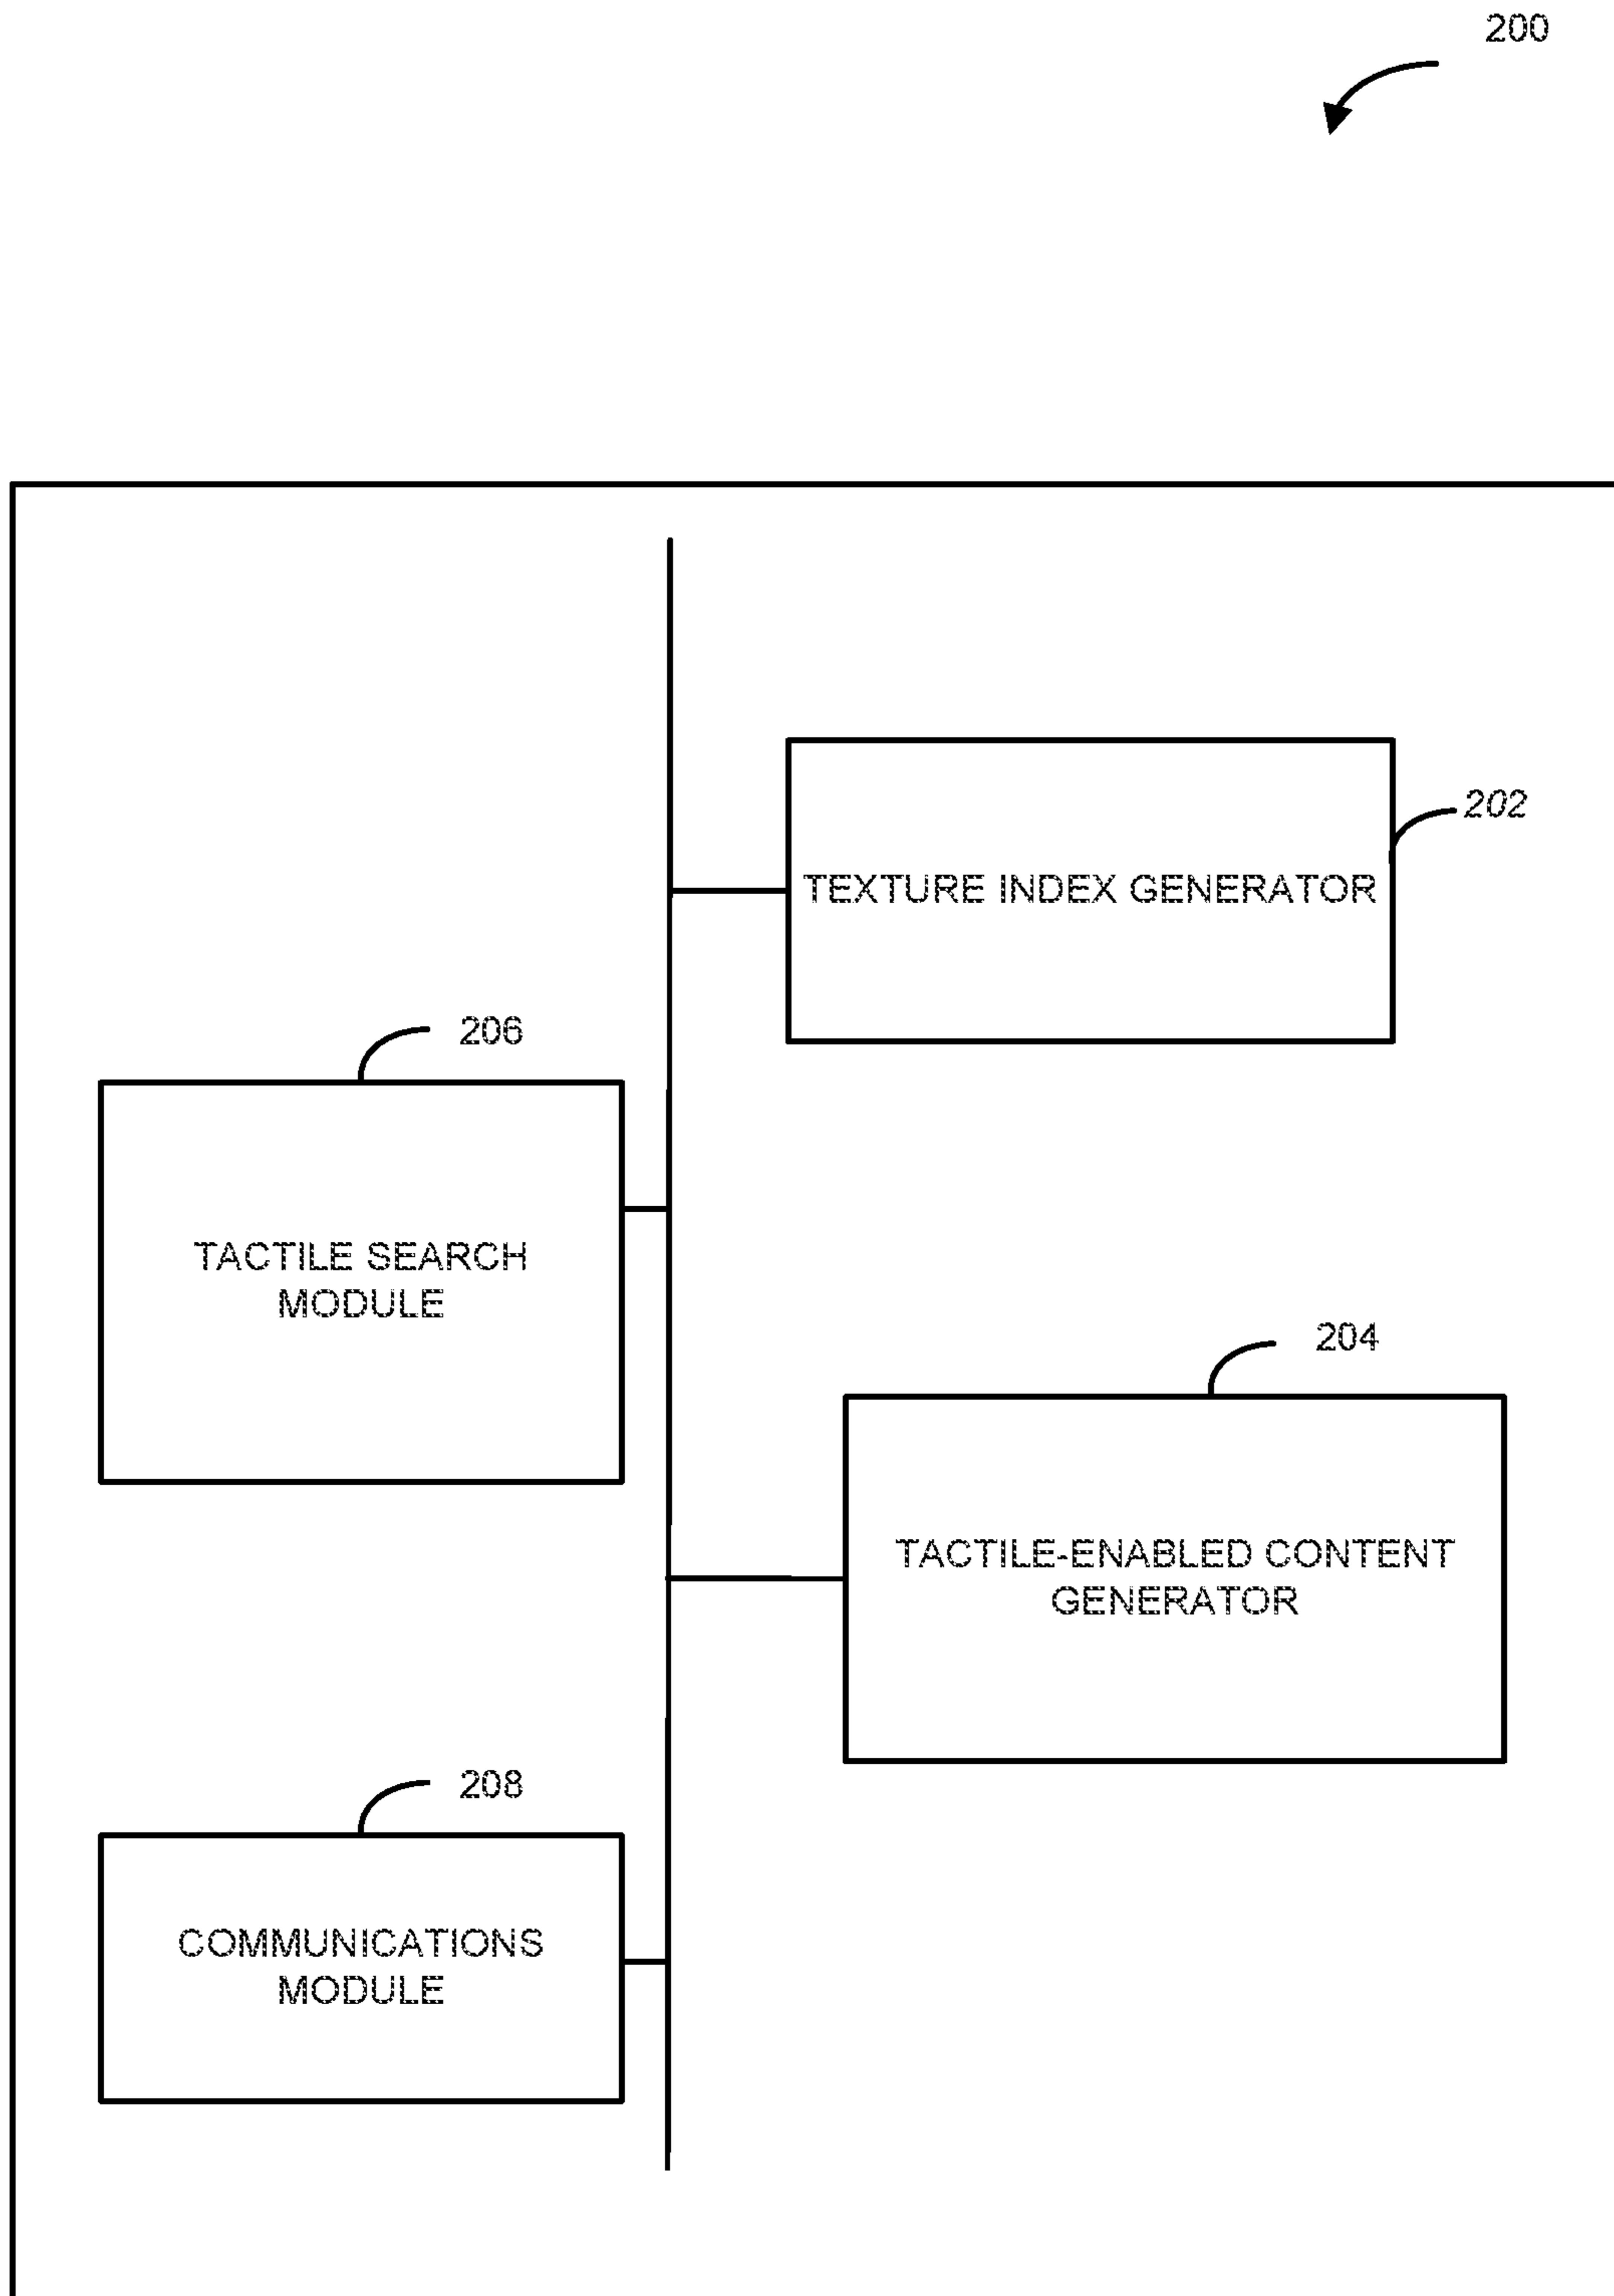 200
202
TEXTURE INDEX GENERATOR
206
TACTILE SEARCH
MODULE
204
TACTILE-ENABLED CONTENT
GENERATOR
208
COMMUNICATIONS
MODULE